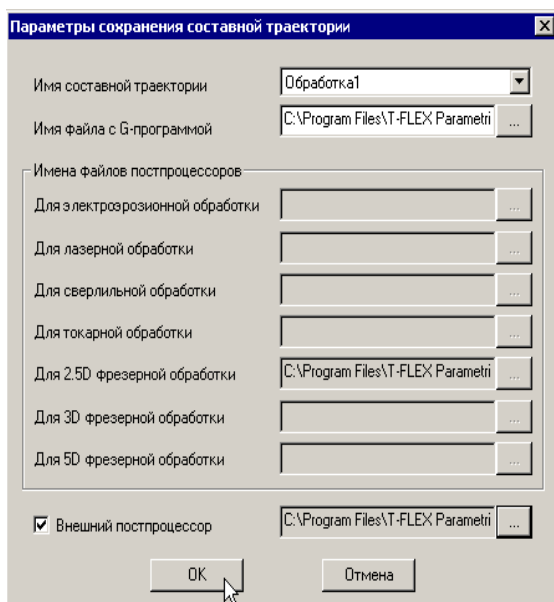 Параметры сохранения составной траектории
Имя составной траектории Обработка1
Имя файла с G-программой C:\Program Files\T-FLEX Parametri ...
Имена файлов постпроцессоров
Для электроэрозионной обработки ...
Для лазерной обработки ...
Для сверлильной обработки ...
Для токарной обработки ...
Для 2.5D фрезерной обработки C:\Program Files\T-FLEX Parametri ...
Для 3D фрезерной обработки ...
Для 5D фрезерной обработки ...
Внешний постпроцессор C:\Program Files\T-FLEX Parametri ...
OK Отмена